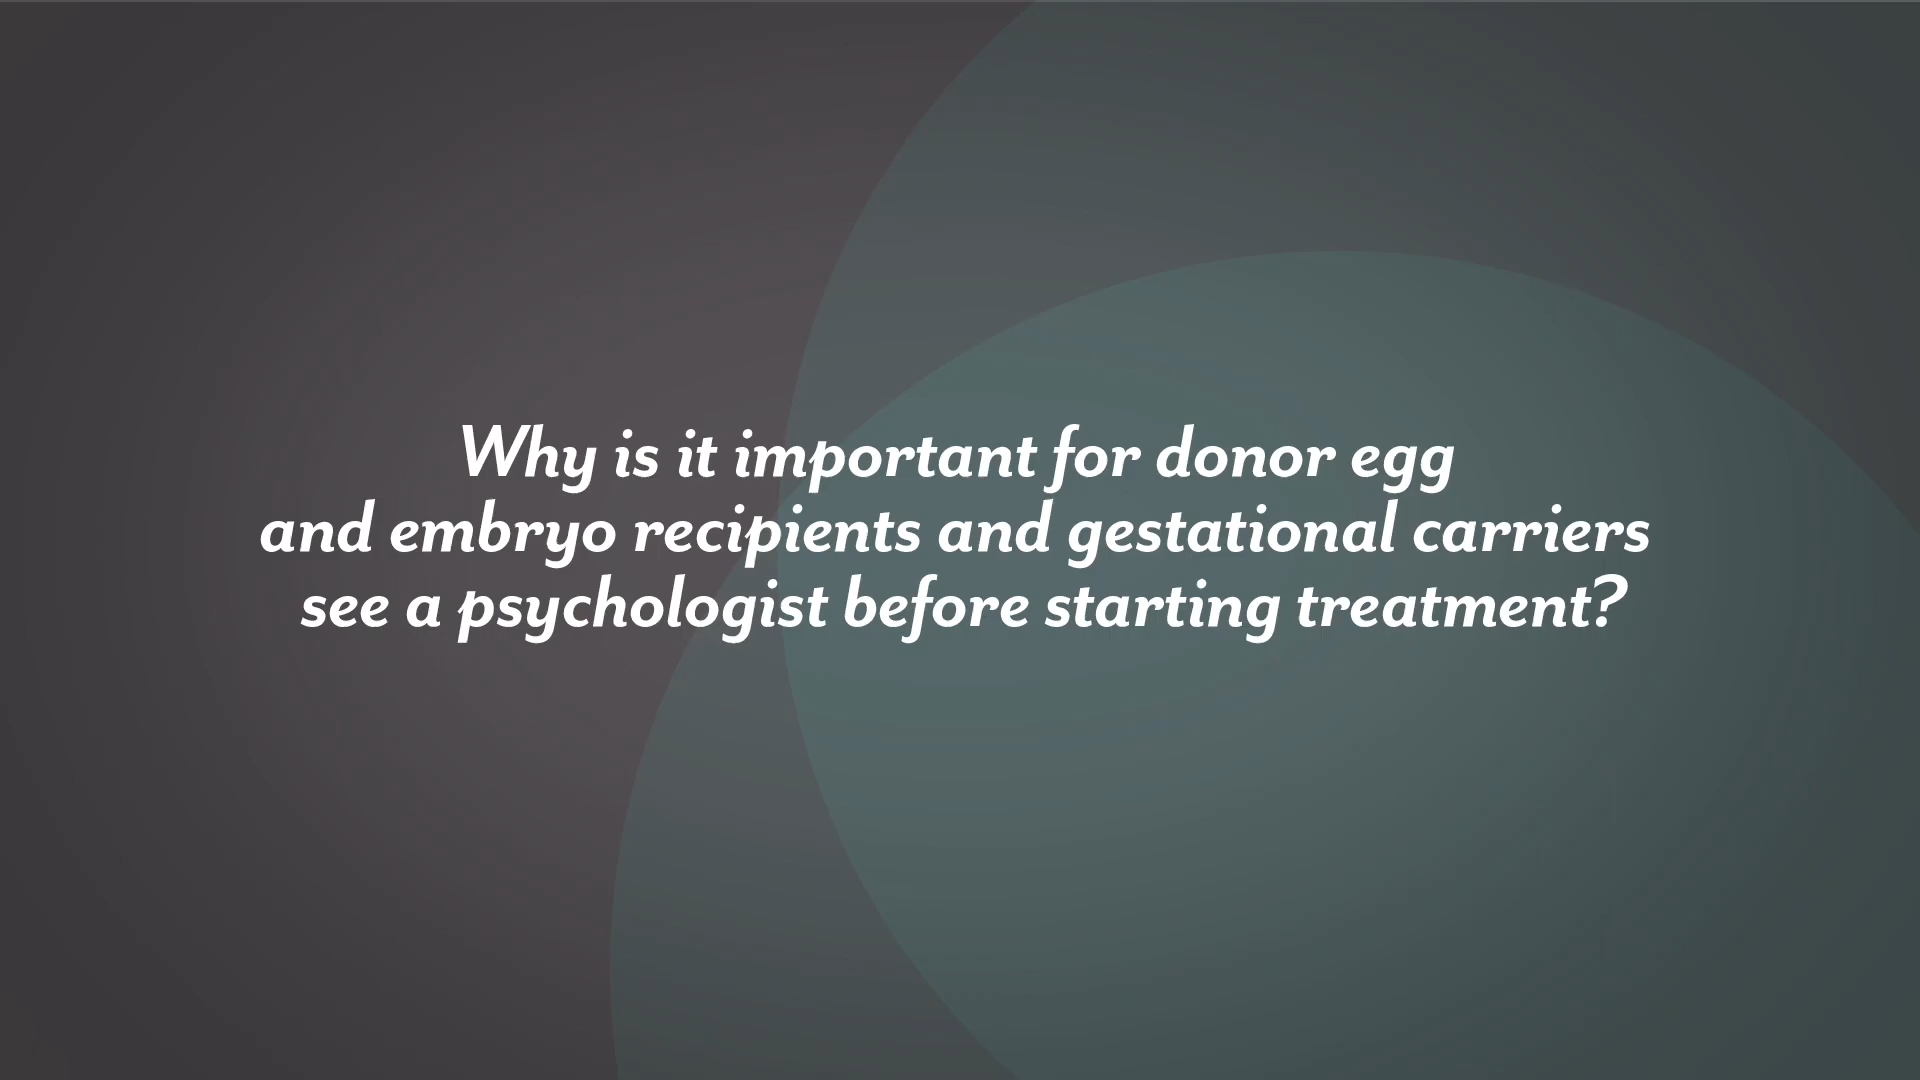 Why is it important for donor egg
and embryo recipients and gestational carriers
see a psychologist before starting treatment?